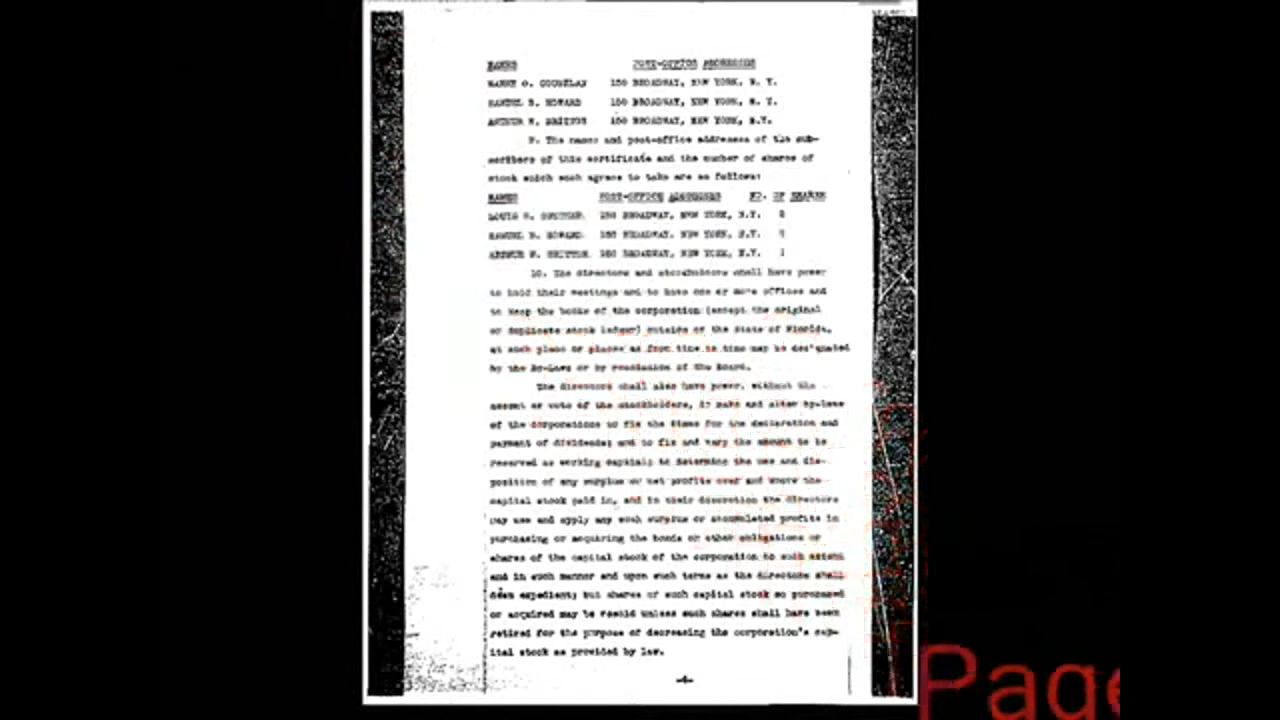 NAMES POST-OFFICE ADDRESSES
HARRY O. COUGHLAN 150 BROADWAY, NEW YORK, N. Y.
SAMUEL B. HOWARD 150 BROADWAY, NEW YORK, N. Y.
ARTHUR W. BRITTON 150 BROADWAY, NEW YORK, N.Y.
9. The names and post-office addresses of the sub-
scribers of this certificate and the number of shares of
stock which each agrees to take are as follows:
NAMES POST-OFFICE ADDRESSES NO. OF SHARES
LOUIS 150 BROADWAY, NEW YORK, N.Y. 8
SAMUEL B. HOWARD 150 BROADWAY, NEW YORK, N.Y.
ARTHUR W. BRITTON 150 BROADWAY, NEW YORK, N.Y. 1
10. The directors and stockholders shall have power
to hold their meetings and to have one or more offices and
to keep the books of the corporation (except the original
or duplicate stock ledger) outside of the State of Florida,
at such place or places as from time to time may be designated
by the By-Laws or by resolution of the Board.
The directors shall also have power, without the
assent or vote of the stockholders, to make and alter by-laws
of the corporation; to fix the times for the declaration and
payment of dividends; and to fix and vary the amount to be
reserved as working capital; to determine the use and dis-
position of any surplus or net profits over and above the
capital stock paid in, and in their discretion the directors
may use and apply any such surplus or accumulated profits in
purchasing or acquiring the bonds or other obligations or
shares of the capital stock of the corporation to such extent
and in such manner and upon such terms as the directors shall
deem expedient; but shares of such capital stock so purchased
or acquired may be resold unless such shares shall have been
retired for the purpose of decreasing the corporation's cap-
ital stock as provided by law.
-4-
Page